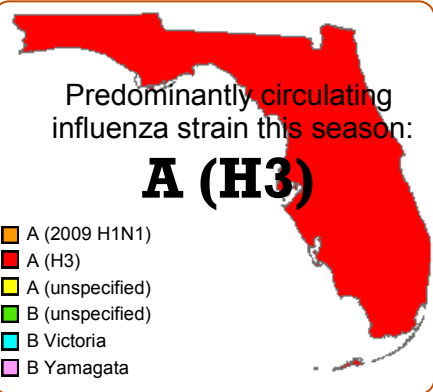 Predominantly circulating
influenza strain this season:
A (H3)
A (2009 H1N1)
A (H3)
A (unspecified)
B (unspecified)
B Victoria
B Yamagata